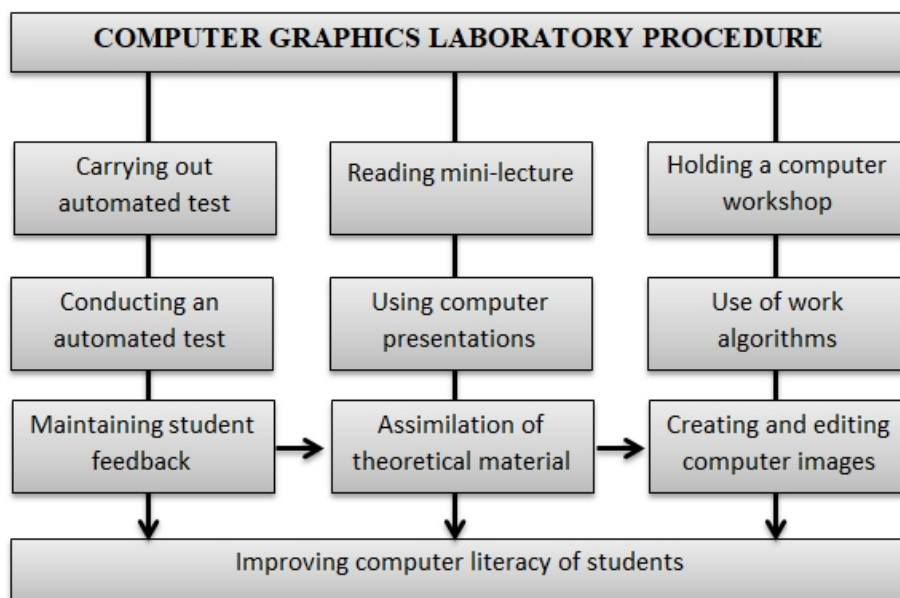 COMPUTER GRAPHICS LABORATORY PROCEDURE
Carrying out
automated test
Reading mini-lecture
Holding a computer
workshop
Conducting an
automated test
Using computer
presentations
Use of work
algorithms
Maintaining student
feedback
Assimilation of
theoretical material
Creating and editing
computer images
Improving computer literacy of students